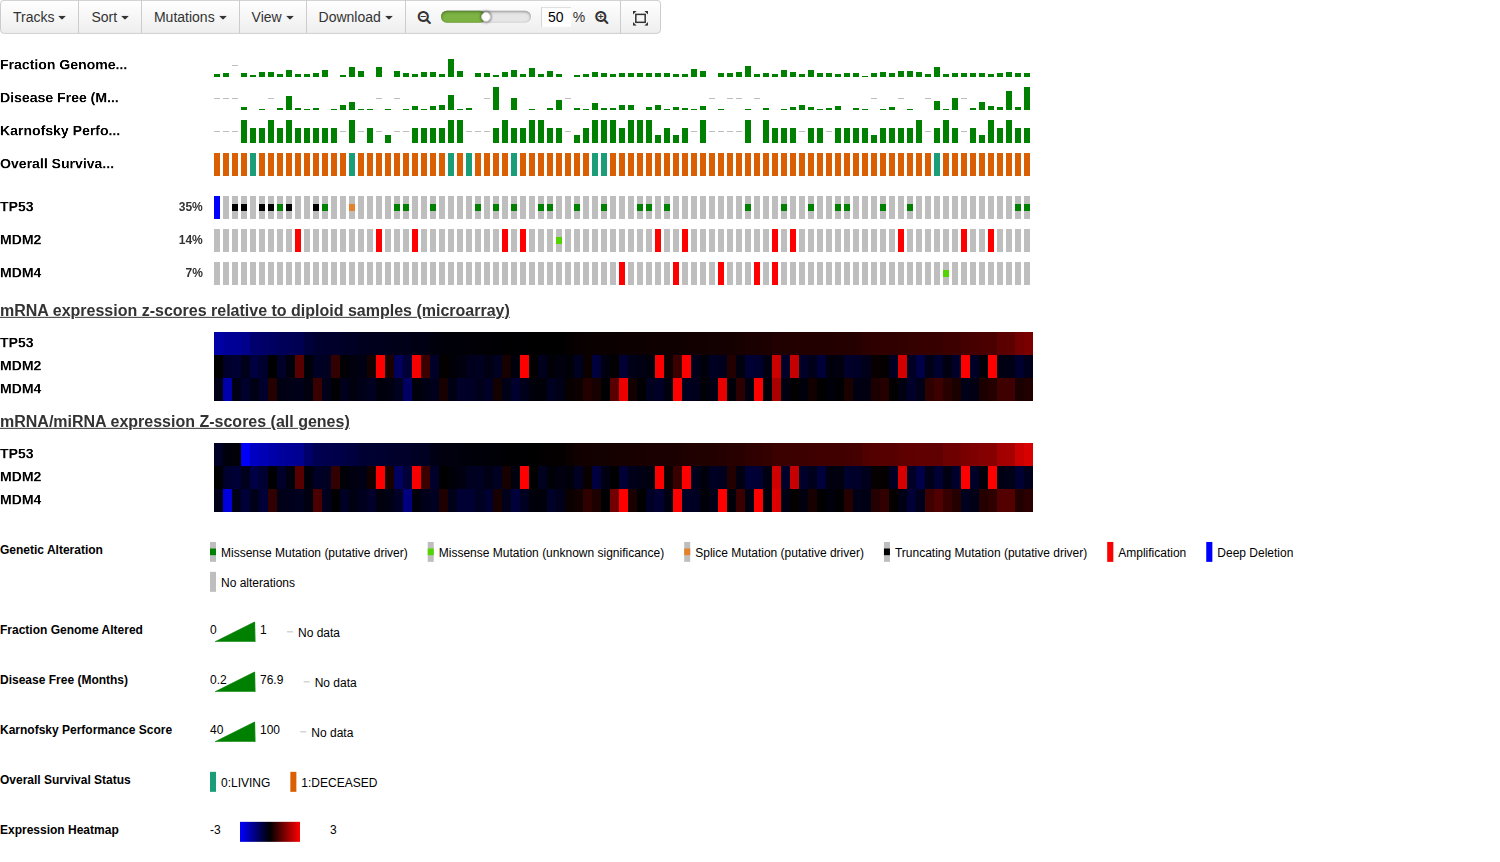 Tracks Sort Mutations View Download 50 %
Fraction Genome...
Disease Free (M...
Karnofsky Perfo...
Overall Surviva...
TP53 35%
MDM2 14%
MDM4 7%
mRNA expression z-scores relative to diploid samples (microarray)
TP53
MDM2
MDM4
mRNA/miRNA expression Z-scores (all genes)
TP53
MDM2
MDM4
Genetic Alteration Missense Mutation (putative driver) Missense Mutation (unknown significance) Splice Mutation (putative driver) Truncating Mutation (putative driver) Amplification Deep Deletion
No alterations
Fraction Genome Altered 0 1 No data
Disease Free (Months) 0.2 76.9 No data
Karnofsky Performance Score 40 100 No data
Overall Survival Status 0:LIVING 1:DECEASED
Expression Heatmap -3 3